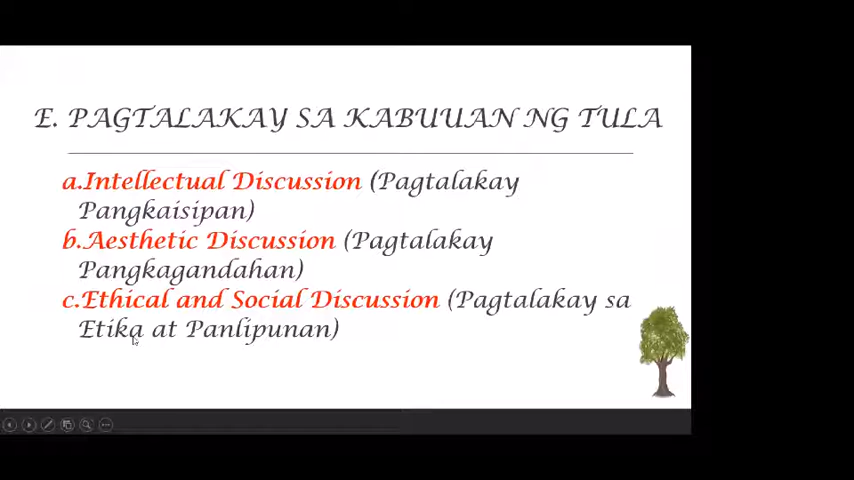 E. PAGTALAKAY SA KABUUAN NG TULA
a.Intellectual Discussion (Pagtalakay
Pangkaisipan)
b.Aesthetic Discussion (Pagtalakay
Pangkagandahan)
c.Ethical and Social Discussion (Pagtalakay sa
Etika at Panlipunan)